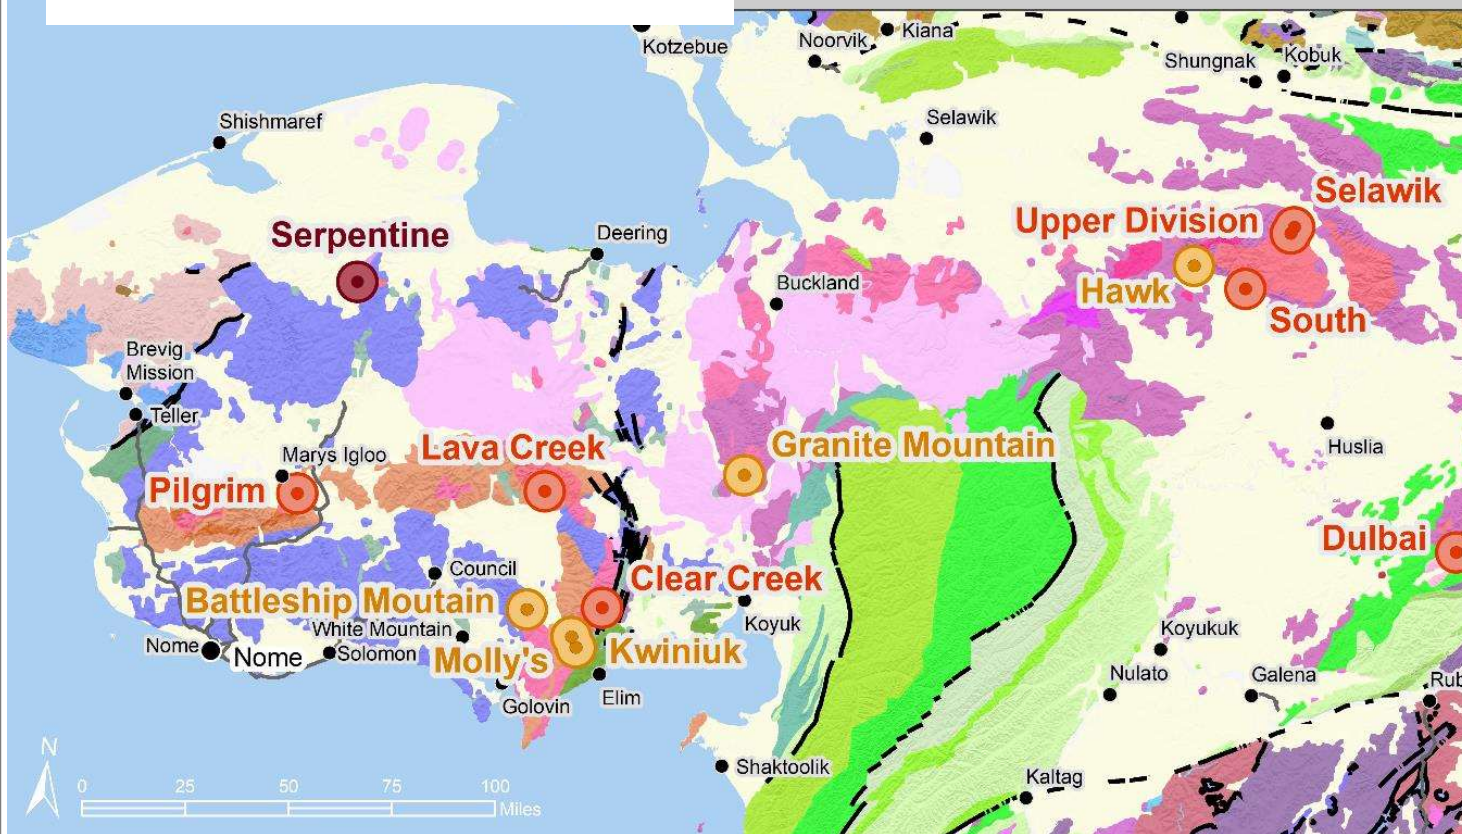 Kotzebue
Noorvik
Kiana
Shungnak
Kobuk
Shishmaref
Selawik
Selawik
Upper Division
Serpentine
Deering
Buckland
Hawk
South
Brevig
Mission
Teller
Marys Igloo
Lava Creek
Granite Mountain
Huslia
Pilgrim
Dulbai
Council
Clear Creek
Battleship Moutain
White Mountain
Koyuk
Koyukuk
Nome
Nome
Solomon
Molly's
Kwiniuk
Nulato
Galena
Rub
Golovin
Elim
N
Shaktoolik
Kaltag
0 25 50 75 100
Miles